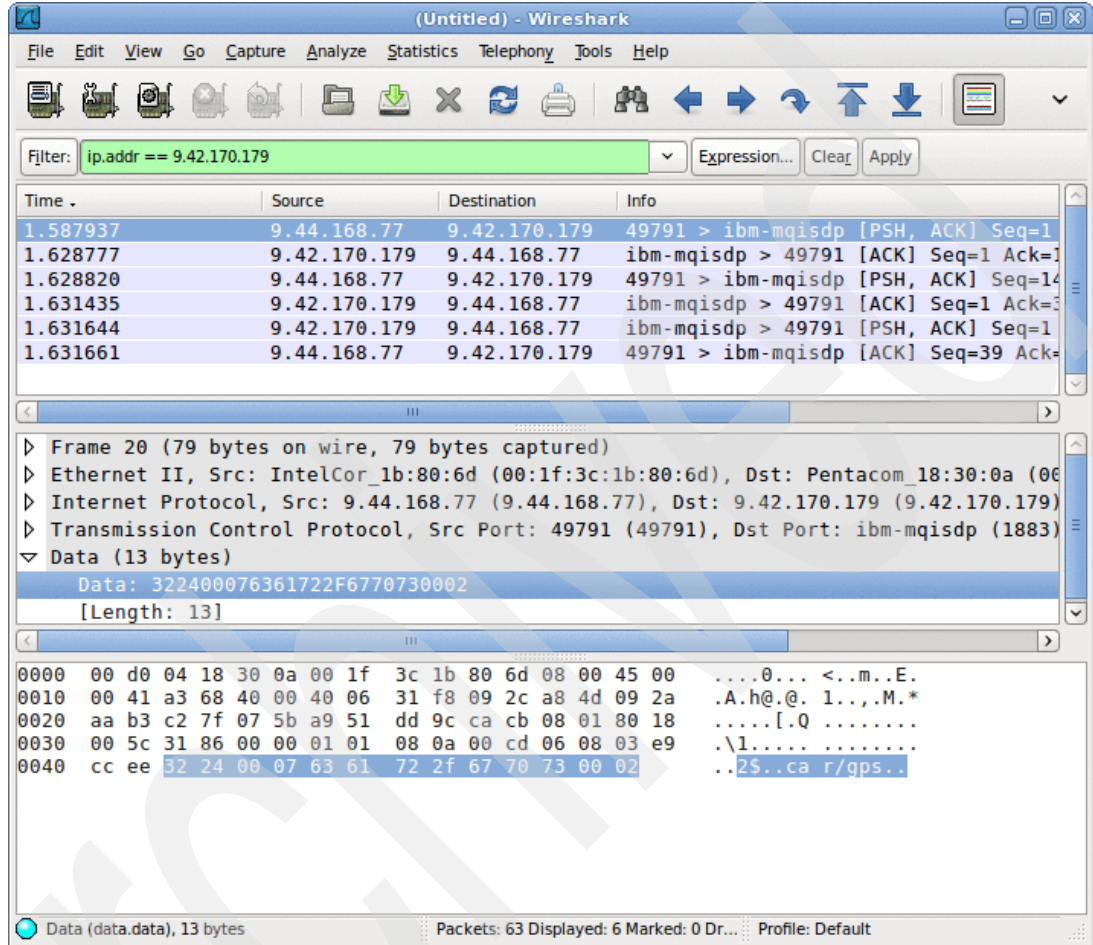 (Untitled) - Wireshark
File Edit View Go Capture Analyze Statistics Telephony Tools Help
Filter: ip.addr == 9.42.170.179 Expression... Clear Apply
Time Source Destination Info
1.587937 9.44.168.77 9.42.170.179 49791 > ibm-mqisdp [PSH, ACK] Seq=1
1.628777 9.42.170.179 9.44.168.77 ibm-mqisdp > 49791 [ACK] Seq=1 Ack=1
1.628820 9.44.168.77 9.42.170.179 49791 > ibm-mqisdp [PSH, ACK] Seq=14
1.631435 9.42.170.179 9.44.168.77 ibm-mqisdp > 49791 [ACK] Seq=1 Ack=3
1.631644 9.42.170.179 9.44.168.77 ibm-mqisdp > 49791 [PSH, ACK] Seq=1
1.631661 9.44.168.77 9.42.170.179 49791 > ibm-mqisdp [ACK] Seq=39 Ack=
Frame 20 (79 bytes on wire, 79 bytes captured)
Ethernet II, Src: IntelCor_1b:80:6d (00:1f:3c:1b:80:6d), Dst: Pentacom_18:30:0a (00
Internet Protocol, Src: 9.44.168.77 (9.44.168.77), Dst: 9.42.170.179 (9.42.170.179)
Transmission Control Protocol, Src Port: 49791 (49791), Dst Port: ibm-mqisdp (1883)
Data (13 bytes)
Data: 322400076361722F6770730002
[Length: 13]
0000 00 d0 04 18 30 0a 00 1f 3c 1b 80 6d 08 00 45 00 ....0... <..m..E.
0010 00 41 a3 68 40 00 40 06 31 f8 09 2c a8 4d 09 2a .A.h@.@. 1..,.M.*
0020 aa b3 c2 7f 07 5b a9 51 dd 9c ca cb 08 01 80 18 .....[.Q ........
0030 00 5c 31 86 00 00 01 01 08 0a 00 cd 06 08 03 e9 .\1..... ........
0040 cc ee 32 24 00 07 63 61 72 2f 67 70 73 00 02 ..2$..ca r/gps..
Data (data.data), 13 bytes Packets: 63 Displayed: 6 Marked: 0 Dr... Profile: Default